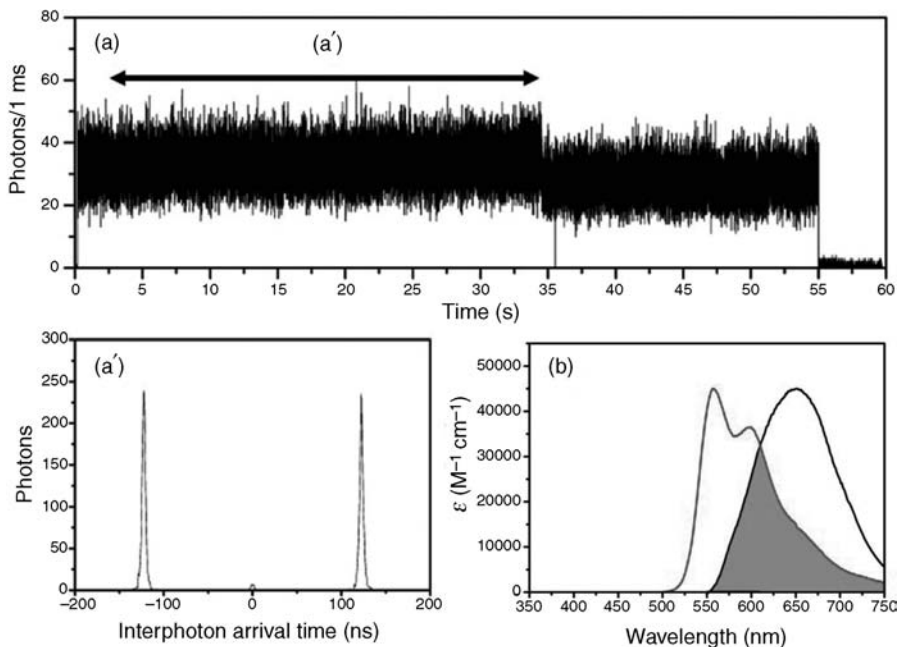 80
(a)
(a′)
60
40
20
0
Photons/1 ms
0 5 10 15 20 25 30 35 40 45 50 55 60
Time (s)
300
(a′)
250
200
150
100
50
0
Photons
−200 −100 0 100 200
Interphoton arrival time (ns)
50000
(b)
40000
30000
20000
10000
0
ε (M⁻¹ cm⁻¹)
350 400 450 500 550 600 650 700 750
Wavelength (nm)